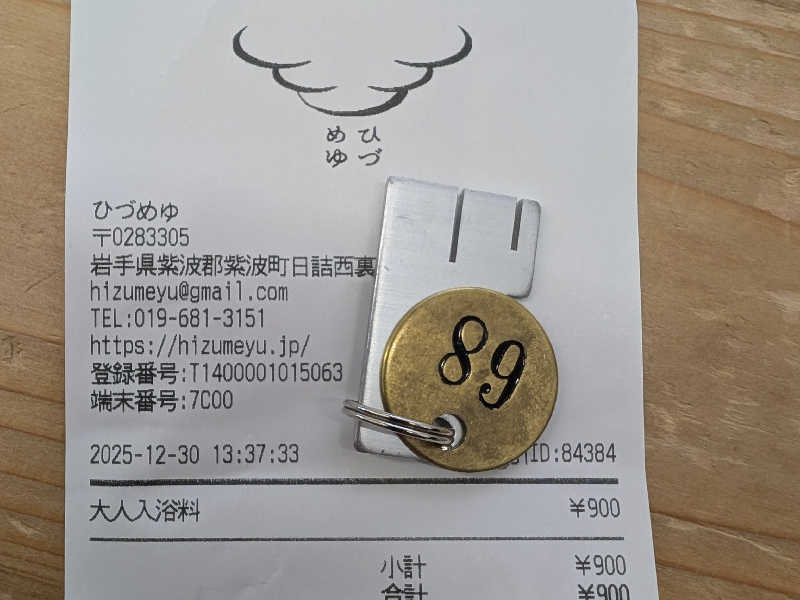 ひづ
めゆ
ひづめゆ
〒0283305
岩手県紫波郡紫波町日詰西裏
hizumeyu@gmail.com
TEL:019-681-3151
https://hizumeyu.jp/
登録番号:T1400001015063
端末番号:7C00
2025-12-30 13:37:33 ID:84384
大人入浴料 ¥900
小計 ¥900
合計 ¥900
89